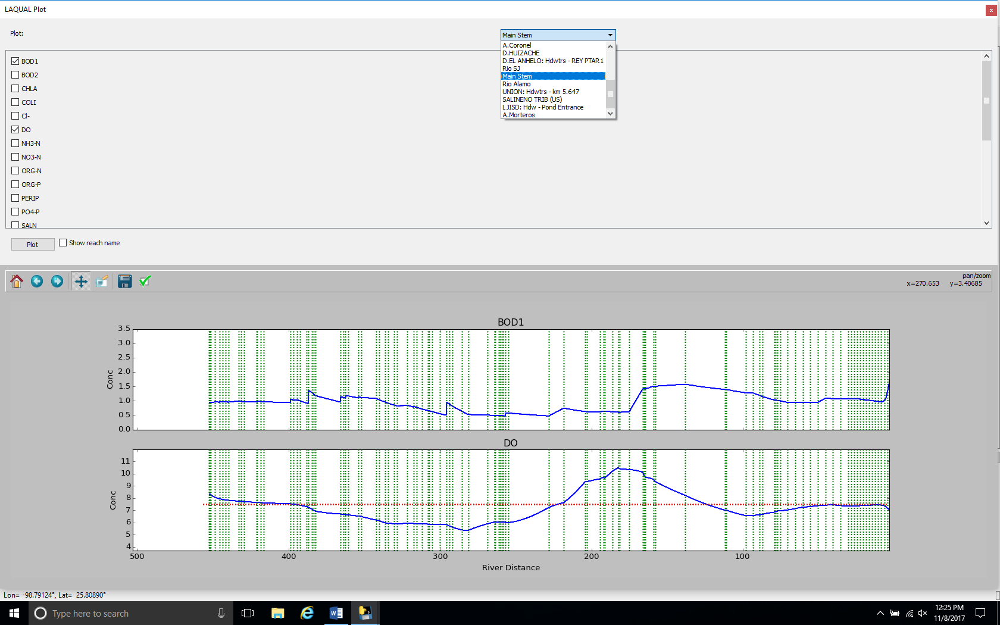 LAQUAL Plot
x
Plot:
Main Stem
A.Coronel
D.HUIZACHE
D.EL ANHELO: Hdwtrs - REY PTAR1
Rio SJ
Main Stem
Rio Alamo
UNION: Hdwtrs - km 5.647
SALINENO TRIB (US)
LJISD: Hdw - Pond Entrance
A.Morteros
BOD1
BOD2
CHLA
COLI
Cl-
DO
NH3-N
NO3-N
ORG-N
ORG-P
PERIP
PO4-P
SALN
Plot
Show reach name
pan/zoom
x=270.653 y=3.40685
BOD1
3.5
3.0
2.5
2.0
1.5
1.0
0.5
0.0
Conc
DO
11
10
9
8
7
6
5
4
Conc
500 400 300 200 100
River Distance
Lon= -98.79124°, Lat= 25.80890°
Type here to search
12:25 PM
11/8/2017